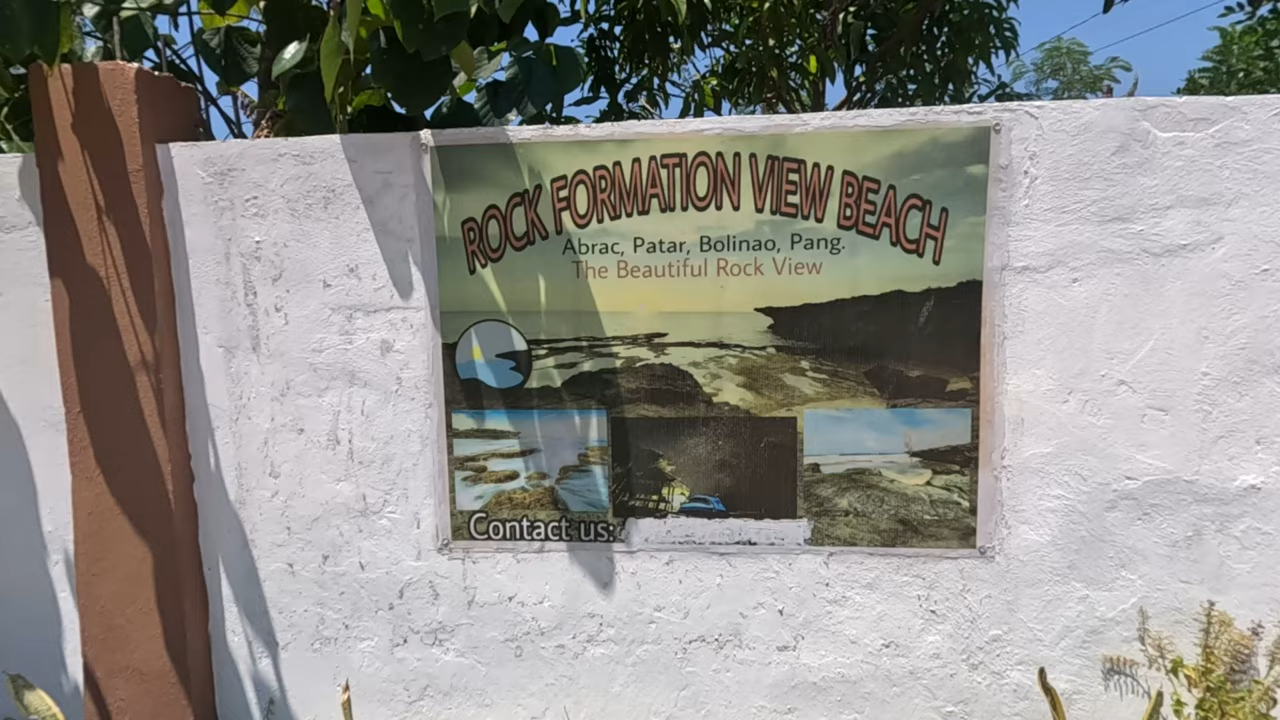 ROCK FORMATION VIEW BEACH
Abrac, Patar, Bolinao, Pang.
The Beautiful Rock View
Contact us: